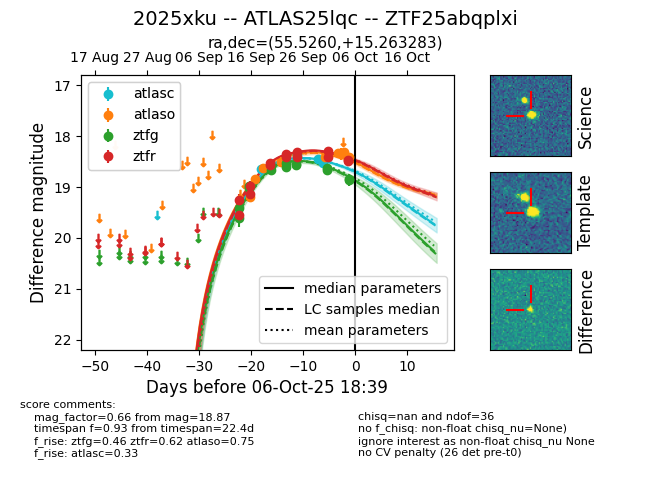 2025xku -- ATLAS25lqc -- ZTF25abqplxi
ra,dec=(55.5260,+15.263283)
17 Aug 27 Aug 06 Sep 16 Sep 26 Sep 06 Oct 16 Oct
17
18
19
20
21
22
Difference magnitude
atlasc
atlaso
ztfg
ztfr
median parameters
LC samples median
mean parameters
−50 −40 −30 −20 −10 0 10
Days before 06-Oct-25 18:39
Science
Template
Difference
score comments:
mag_factor=0.66 from mag=18.87
timespan f=0.93 from timespan=22.4d
f_rise: ztfg=0.46 ztfr=0.62 atlaso=0.75
f_rise: atlasc=0.33
chisq=nan and ndof=36
no f_chisq: non-float chisq_nu=None)
ignore interest as non-float chisq_nu None
no CV penalty (26 det pre-t0)